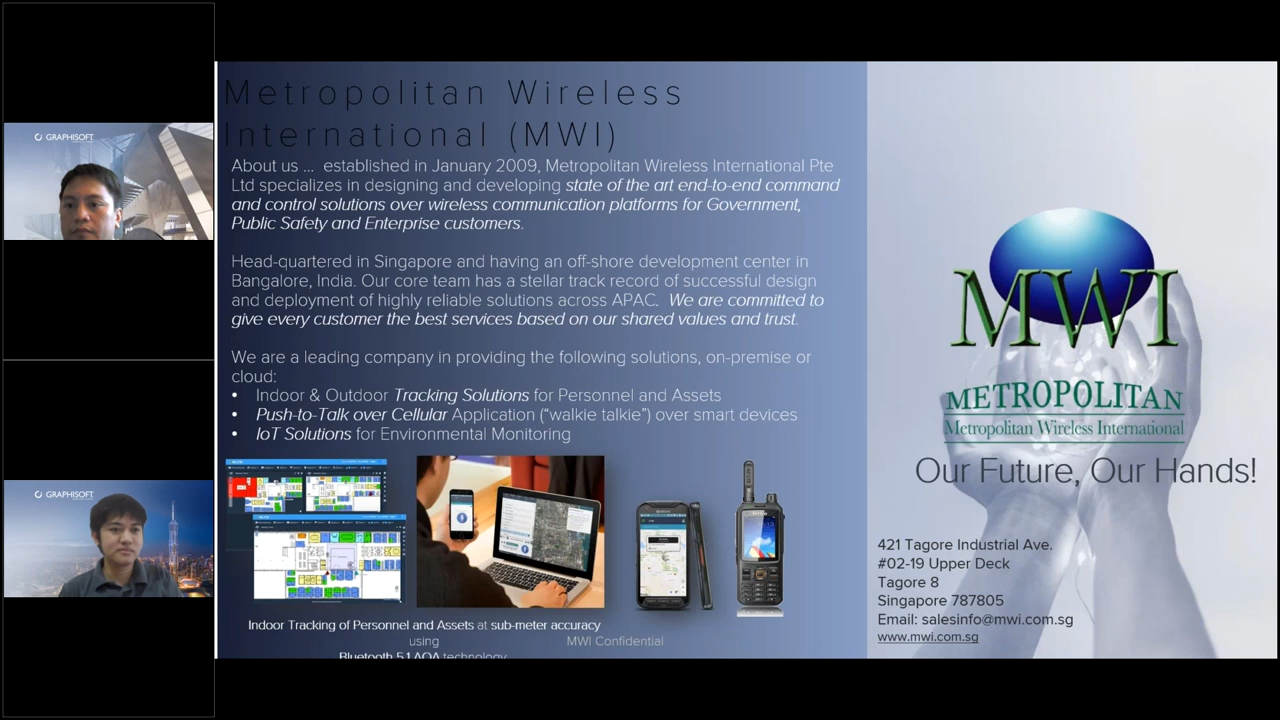 GRAPHISOFT
GRAPHISOFT
Metropolitan Wireless
International (MWI)
About us ... established in January 2009, Metropolitan Wireless International Pte
Ltd specializes in designing and developing state of the art end-to-end command
and control solutions over wireless communication platforms for Government,
Public Safety and Enterprise customers.
Head-quartered in Singapore and having an off-shore development center in
Bangalore, India. Our core team has a stellar track record of successful design
and deployment of highly reliable solutions across APAC. We are committed to
give every customer the best services based on our shared values and trust.
We are a leading company in providing the following solutions, on-premise or
cloud:
• Indoor & Outdoor Tracking Solutions for Personnel and Assets
• Push-to-Talk over Cellular Application (“walkie talkie”) over smart devices
• IoT Solutions for Environmental Monitoring
Indoor Tracking of Personnel and Assets at sub-meter accuracy
using
Bluetooth 5.1 AOA technology
MWI Confidential
MWI
METROPOLITAN
Metropolitan Wireless International
Our Future, Our Hands!
421 Tagore Industrial Ave.
#02-19 Upper Deck
Tagore 8
Singapore 787805
Email: salesinfo@mwi.com.sg
www.mwi.com.sg